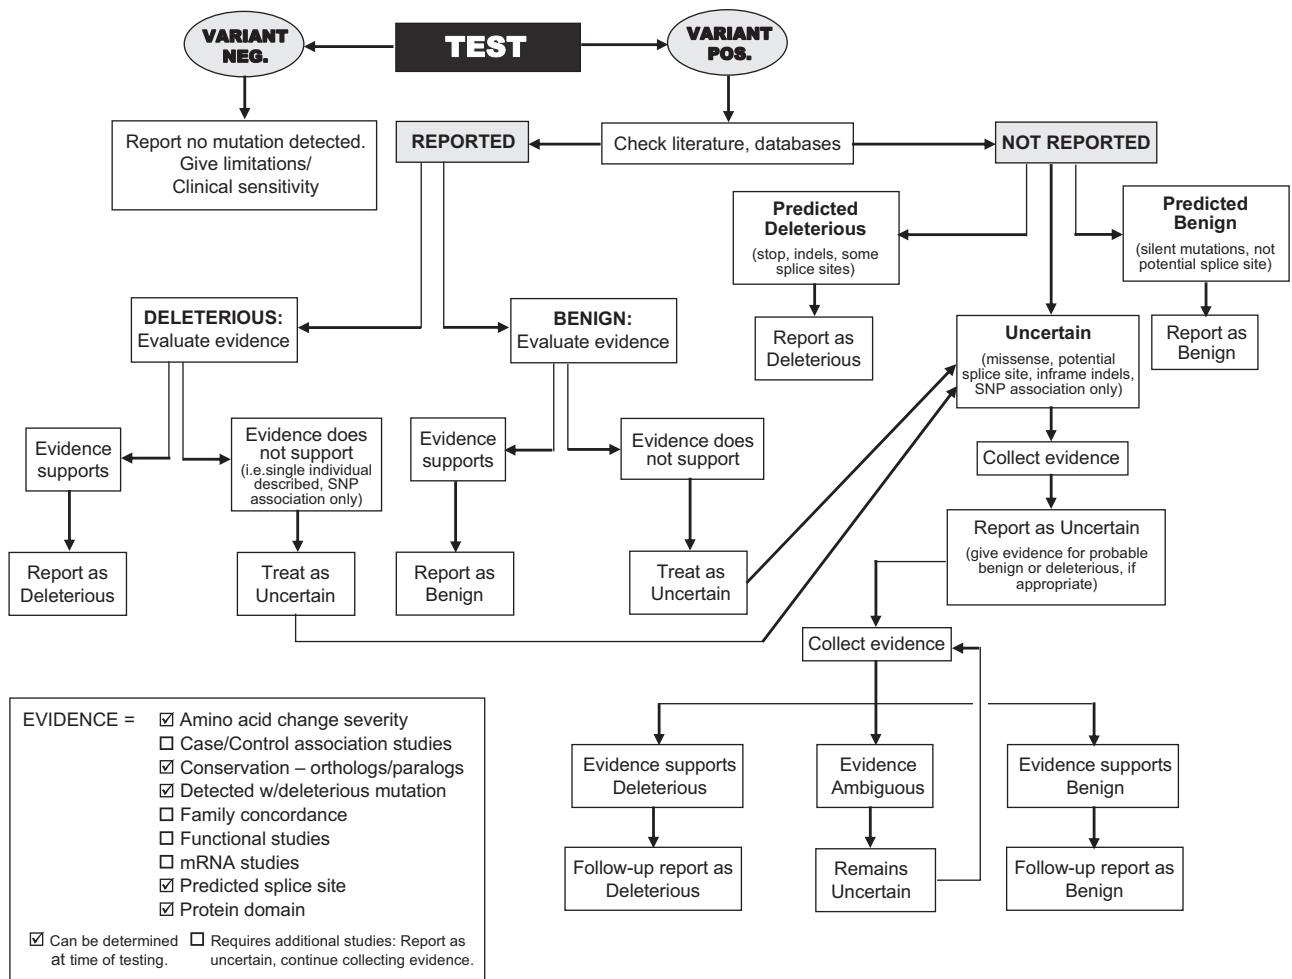 VARIANT
NEG.
TEST
VARIANT
POS.
Report no mutation detected.
Give limitations/
Clinical sensitivity
REPORTED
Check literature, databases
NOT REPORTED
Predicted
Deleterious
(stop, indels, some
splice sites)
Predicted
Benign
(silent mutations, not
potential splice site)
DELETERIOUS:
Evaluate evidence
BENIGN:
Evaluate evidence
Report as
Deleterious
Uncertain
(missense, potential
splice site, inframe indels,
SNP association only)
Report as
Benign
Evidence
supports
Evidence does
not support
(i.e.single individual
described, SNP
association only)
Evidence
supports
Evidence does
not support
Collect evidence
Report as
Deleterious
Treat as
Uncertain
Report as
Benign
Treat as
Uncertain
Report as Uncertain
(give evidence for probable
benign or deleterious, if
appropriate)
Collect evidence
Evidence supports
Deleterious
Evidence
Ambiguous
Evidence supports
Benign
Follow-up report as
Deleterious
Remains
Uncertain
Follow-up report as
Benign
EVIDENCE = ☑ Amino acid change severity
☐ Case/Control association studies
☑ Conservation – orthologs/paralogs
☑ Detected w/deleterious mutation
☐ Family concordance
☐ Functional studies
☐ mRNA studies
☑ Predicted splice site
☑ Protein domain
☑ Can be determined
at time of testing.
☐ Requires additional studies: Report as
uncertain, continue collecting evidence.